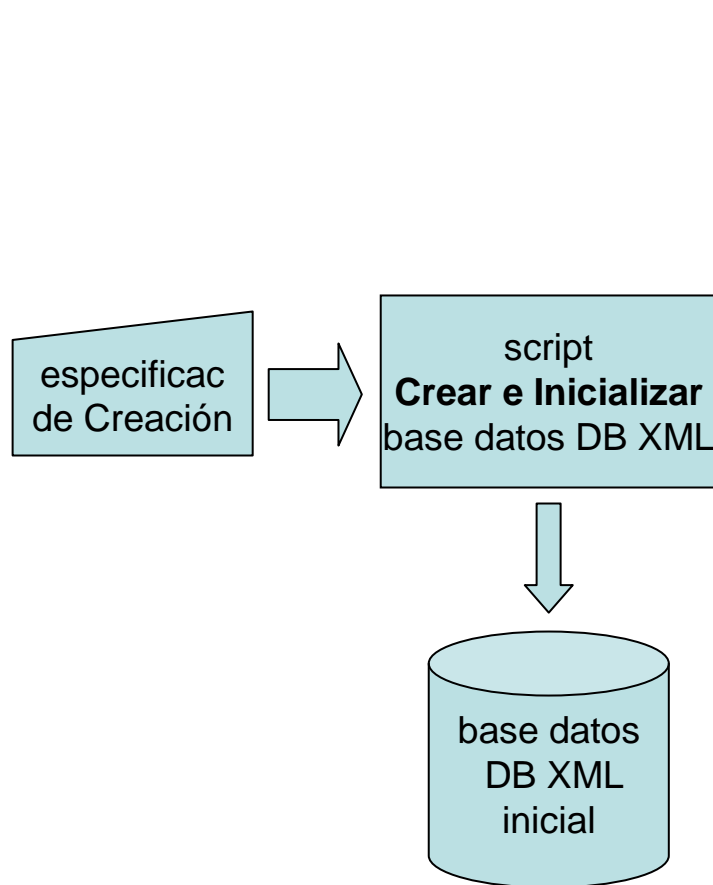 especificac
de Creación
script
Crear e Inicializar
base datos DB XML
base datos
DB XML
inicial